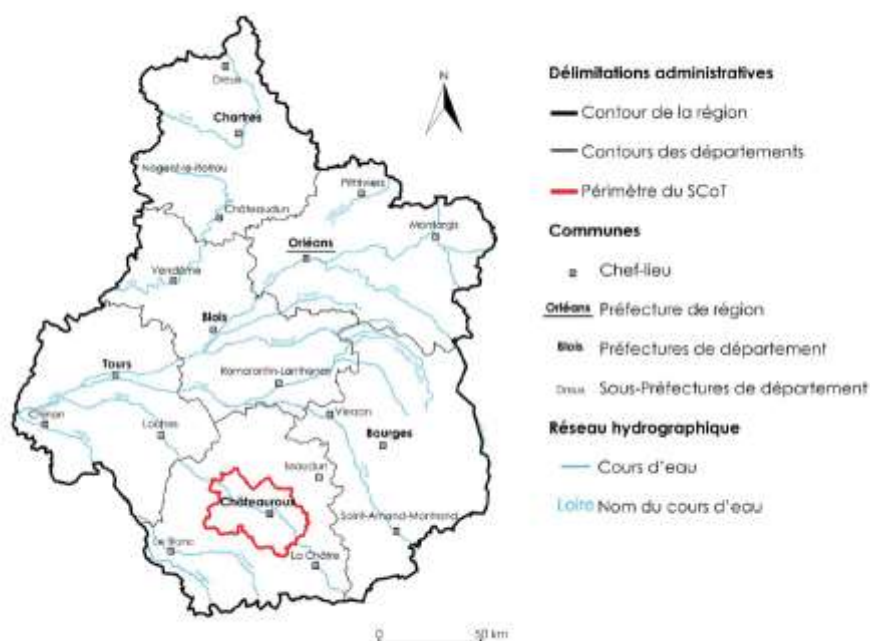 N
Dreux
Chartres
Nogent-le-Rotrou
Châteaudun
Pithiviers
Montargis
Orléans
Vendôme
Blois
Tours
Romorantin-Lanthenay
Chinon
Loches
Vierzon
Bourges
Issoudun
Châteauroux
Saint-Amand-Montrond
Le Blanc
La Châtre
0 50 km
Délimitations administratives
Contour de la région
Contours des départements
Périmètre du SCoT
Communes
Chef-lieu
Orléans Préfecture de région
Blois Préfectures de département
Dreux Sous-Préfectures de département
Réseau hydrographique
Cours d'eau
Loire Nom du cours d'eau